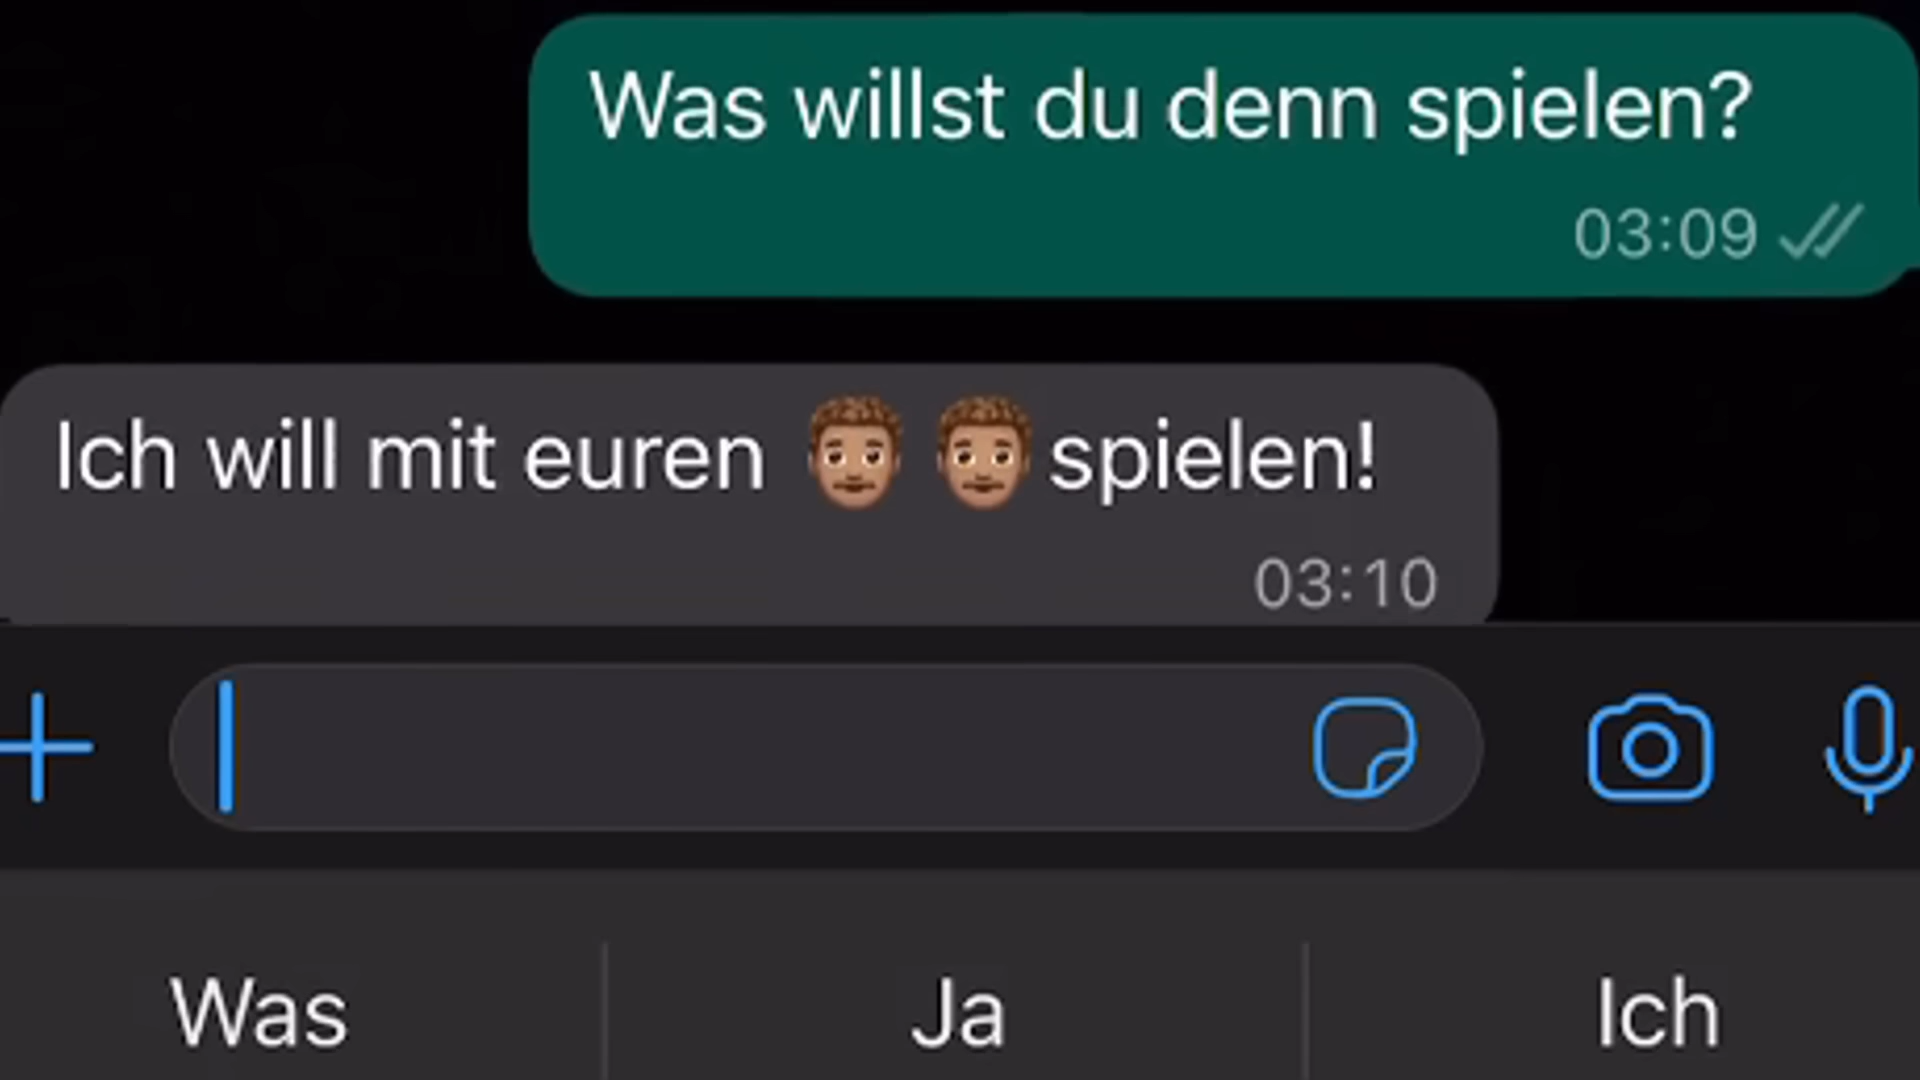 Was willst du denn spielen?
03:09
Ich will mit euren 👨🏽‍🦱 👨🏽‍🦱 spielen!
03:10
Was Ja Ich